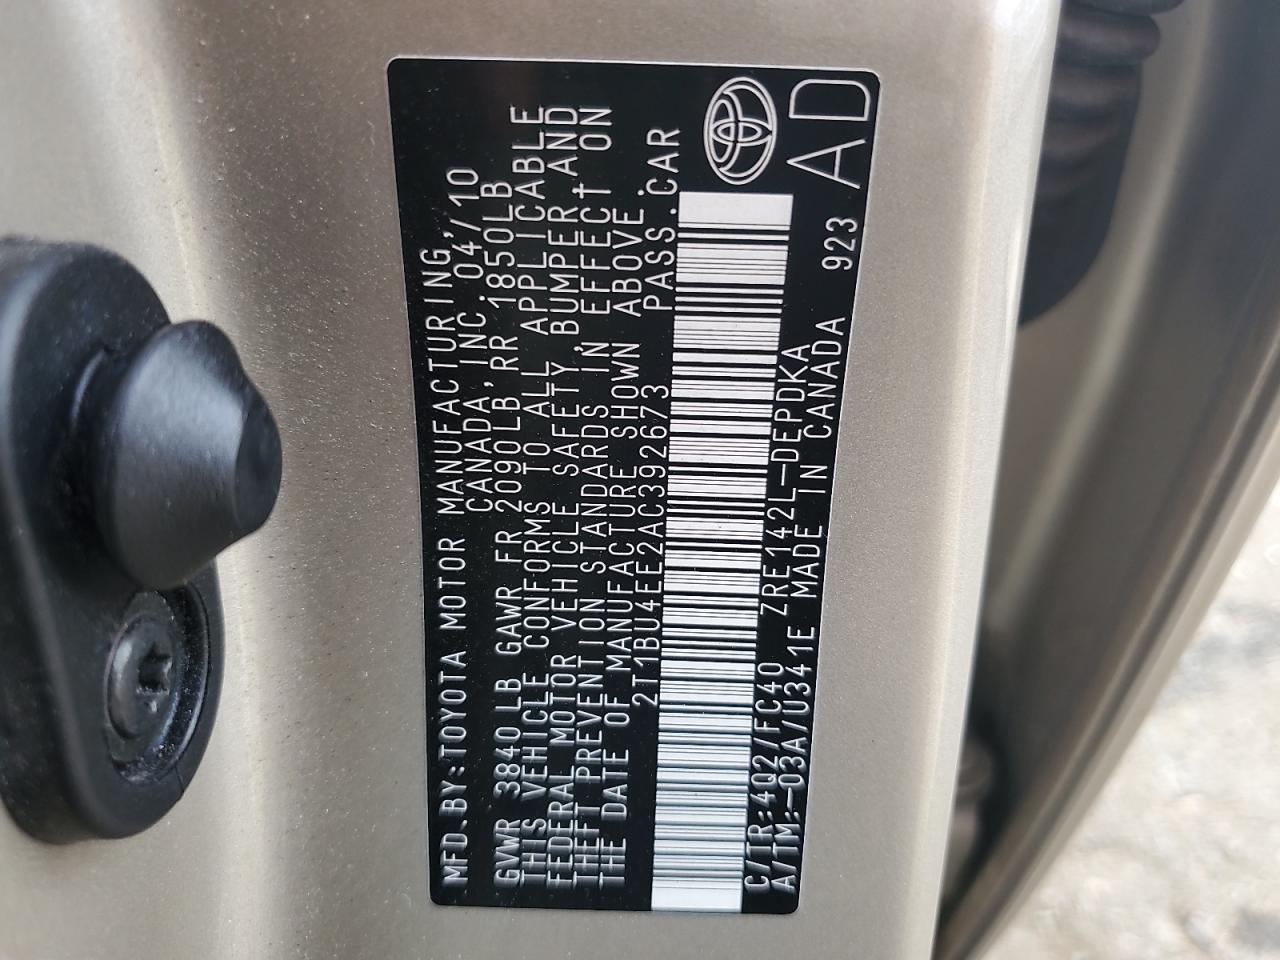 MFD.BY:TOYOTA MOTOR MANUFACTURING,
CANADA, INC. 04/10
GVWR 3840LB GAWR FR 2090LB, RR 1850LB
THIS VEHICLE CONFORMS TO ALL APPLICABLE
FEDERAL MOTOR VEHICLE SAFETY, BUMPER AND
THEFT PREVENTION STANDARDS IN EFFECT ON
THE DATE OF MANUFACTURE SHOWN ABOVE.
2T1BU4EE2AC392673 PASS.CAR
C/TR:4Q2/FC40 ZRE142L-DEPDKA
A/TM:-03A/U341E MADE IN CANADA 923
AD